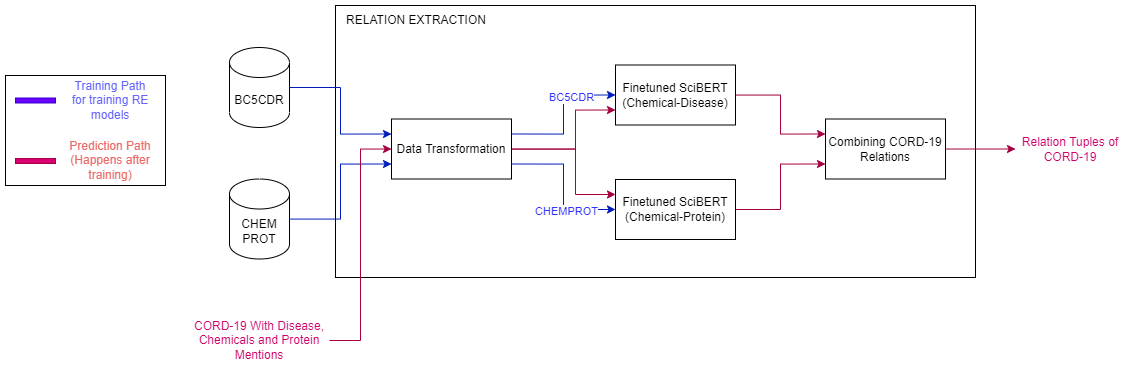 RELATION EXTRACTION
Training Path
for training RE
models
Prediction Path
(Happens after
training)
BC5CDR
CHEM
PROT
Data Transformation
BC5CDR
CHEMPROT
Finetuned SciBERT
(Chemical-Disease)
Finetuned SciBERT
(Chemical-Protein)
Combining CORD-19
Relations
Relation Tuples of
CORD-19
CORD-19 With Disease,
Chemicals and Protein
Mentions